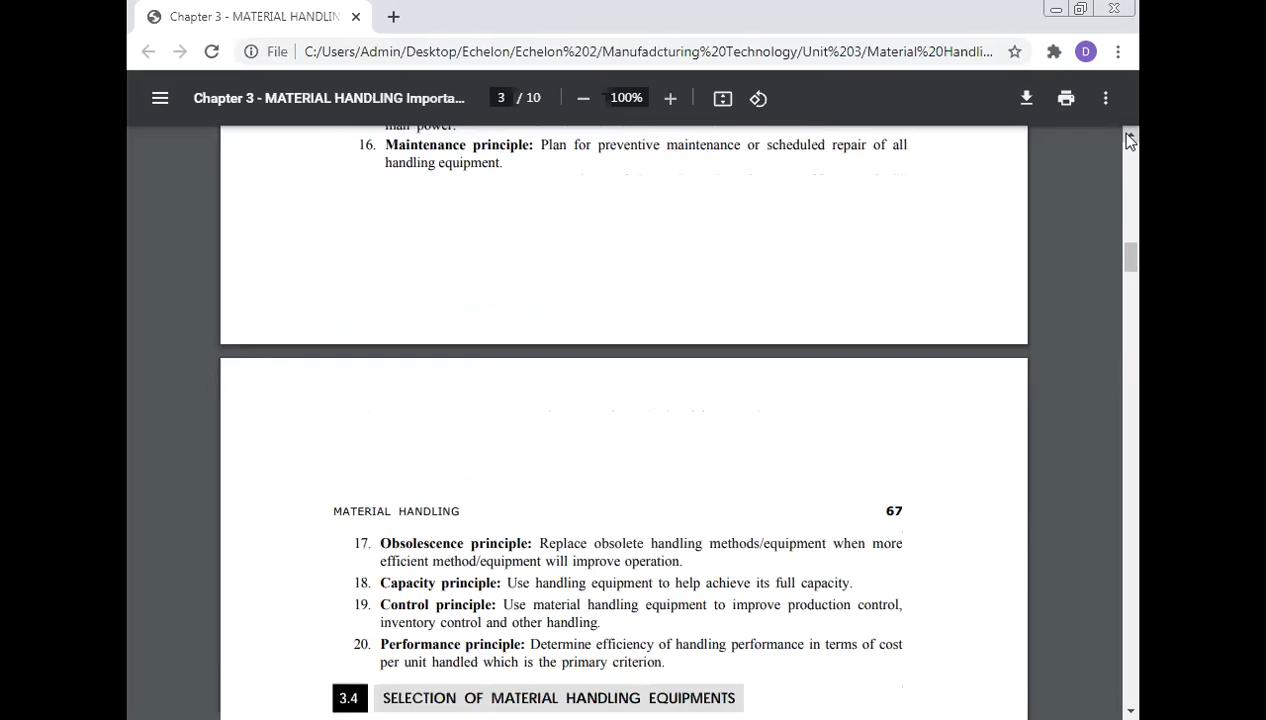 Chapter 3 - MATERIAL HANDLIN
File C:/Users/Admin/Desktop/Echelon/Echelon%202/Manufadcturing%20Technology/Unit%203/Material%20Handli... D
Chapter 3 - MATERIAL HANDLING Importa... 3 / 10 100%
man power.
16. Maintenance principle: Plan for preventive maintenance or scheduled repair of all
handling equipment.
MATERIAL HANDLING 67
17. Obsolescence principle: Replace obsolete handling methods/equipment when more
efficient method/equipment will improve operation.
18. Capacity principle: Use handling equipment to help achieve its full capacity.
19. Control principle: Use material handling equipment to improve production control,
inventory control and other handling.
20. Performance principle: Determine efficiency of handling performance in terms of cost
per unit handled which is the primary criterion.
3.4 SELECTION OF MATERIAL HANDLING EQUIPMENTS